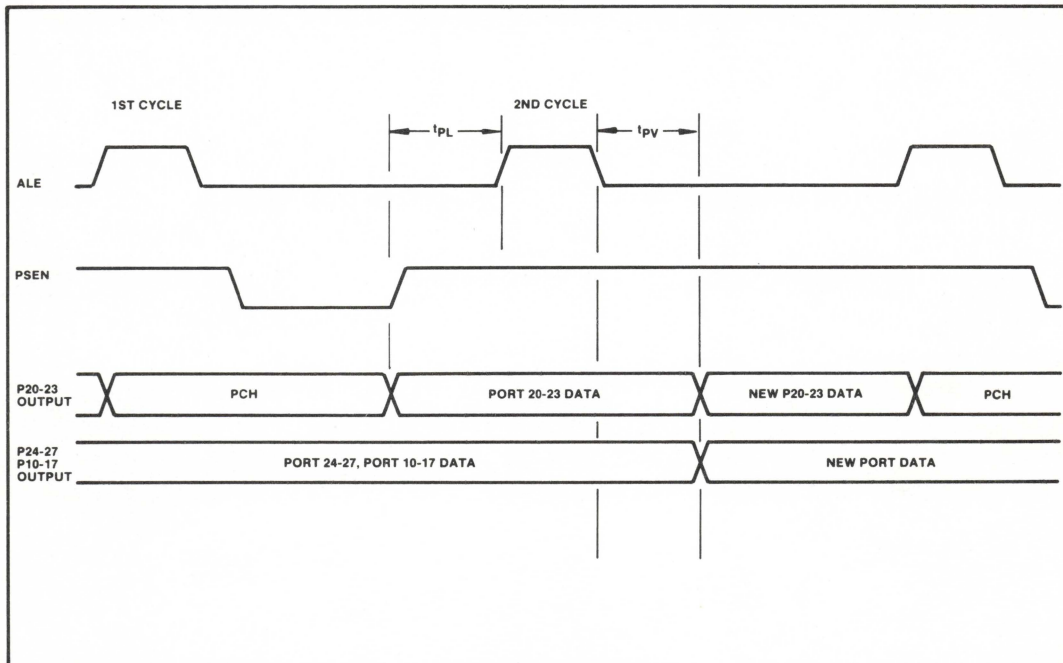 1ST CYCLE
2ND CYCLE
tPL
tPV
ALE
PSEN
P20-23
OUTPUT
PCH
PORT 20-23 DATA
NEW P20-23 DATA
PCH
P24-27
P10-17
OUTPUT
PORT 24-27, PORT 10-17 DATA
NEW PORT DATA